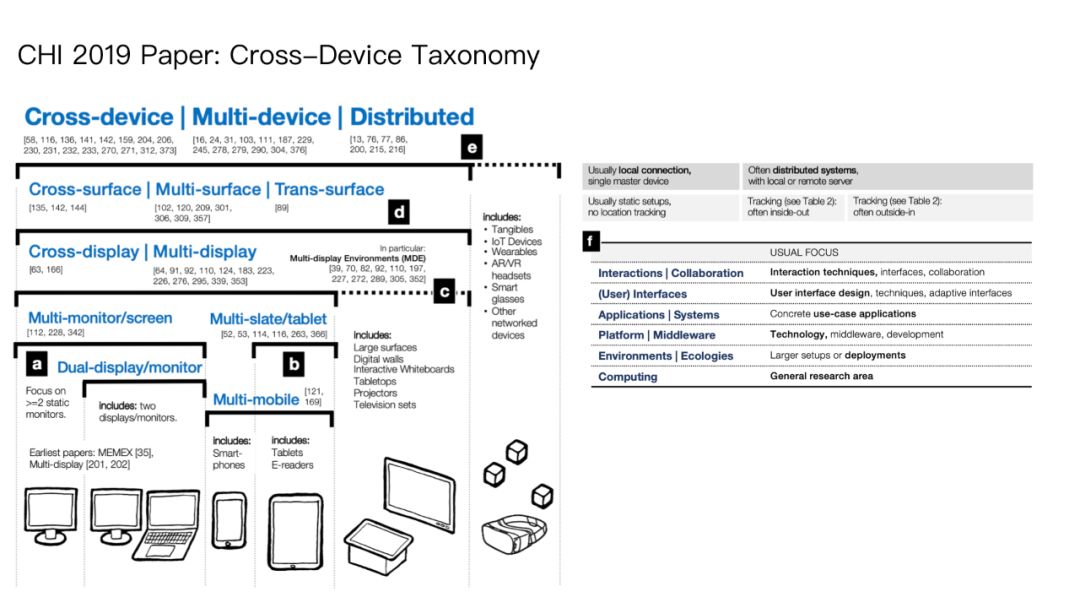 CHI 2019 Paper: Cross-Device Taxonomy
Cross-device | Multi-device | Distributed
[58, 116, 136, 141, 142, 159, 204, 206,
230, 231, 232, 233, 270, 271, 312, 373]
[16, 24, 31, 103, 111, 187, 229,
245, 278, 279, 290, 304, 376]
[13, 76, 77, 86,
200, 215, 216]
e
Cross-surface | Multi-surface | Trans-surface
[135, 142, 144]
[102, 120, 209, 301,
306, 309, 357]
[89]
d
Cross-display | Multi-display
[63, 166]
[64, 91, 92, 110, 124, 183, 223,
226, 276, 295, 339, 353]
In particular:
Multi-display Environments (MDE)
[39, 70, 82, 92, 110, 197,
227, 272, 289, 305, 352]
c
Multi-monitor/screen
[112, 228, 342]
Multi-slate/tablet
[52, 53, 114, 116, 263, 366]
a
Dual-display/monitor
b
Focus on
>=2 static
monitors.
includes: two
displays/monitors.
Multi-mobile
[121,
169]
Earliest papers: MEMEX [35],
Multi-display [201, 202]
includes:
Smart-
phones
includes:
Tablets
E-readers
includes:
Large surfaces
Digital walls
Interactive Whiteboards
Tabletops
Projectors
Television sets
includes:
• Tangibles
• IoT Devices
• Wearables
• AR/VR
headsets
• Smart
glasses
• Other
networked
devices
Usually local connection,
single master device
Often distributed systems,
with local or remote server
Usually static setups,
no location tracking
Tracking (see Table 2):
often inside-out
Tracking (see Table 2):
often outside-in
f
USUAL FOCUS
Interactions | Collaboration Interaction techniques, interfaces, collaboration
(User) Interfaces User interface design, techniques, adaptive interfaces
Applications | Systems Concrete use-case applications
Platform | Middleware Technology, middleware, development
Environments | Ecologies Larger setups or deployments
Computing General research area